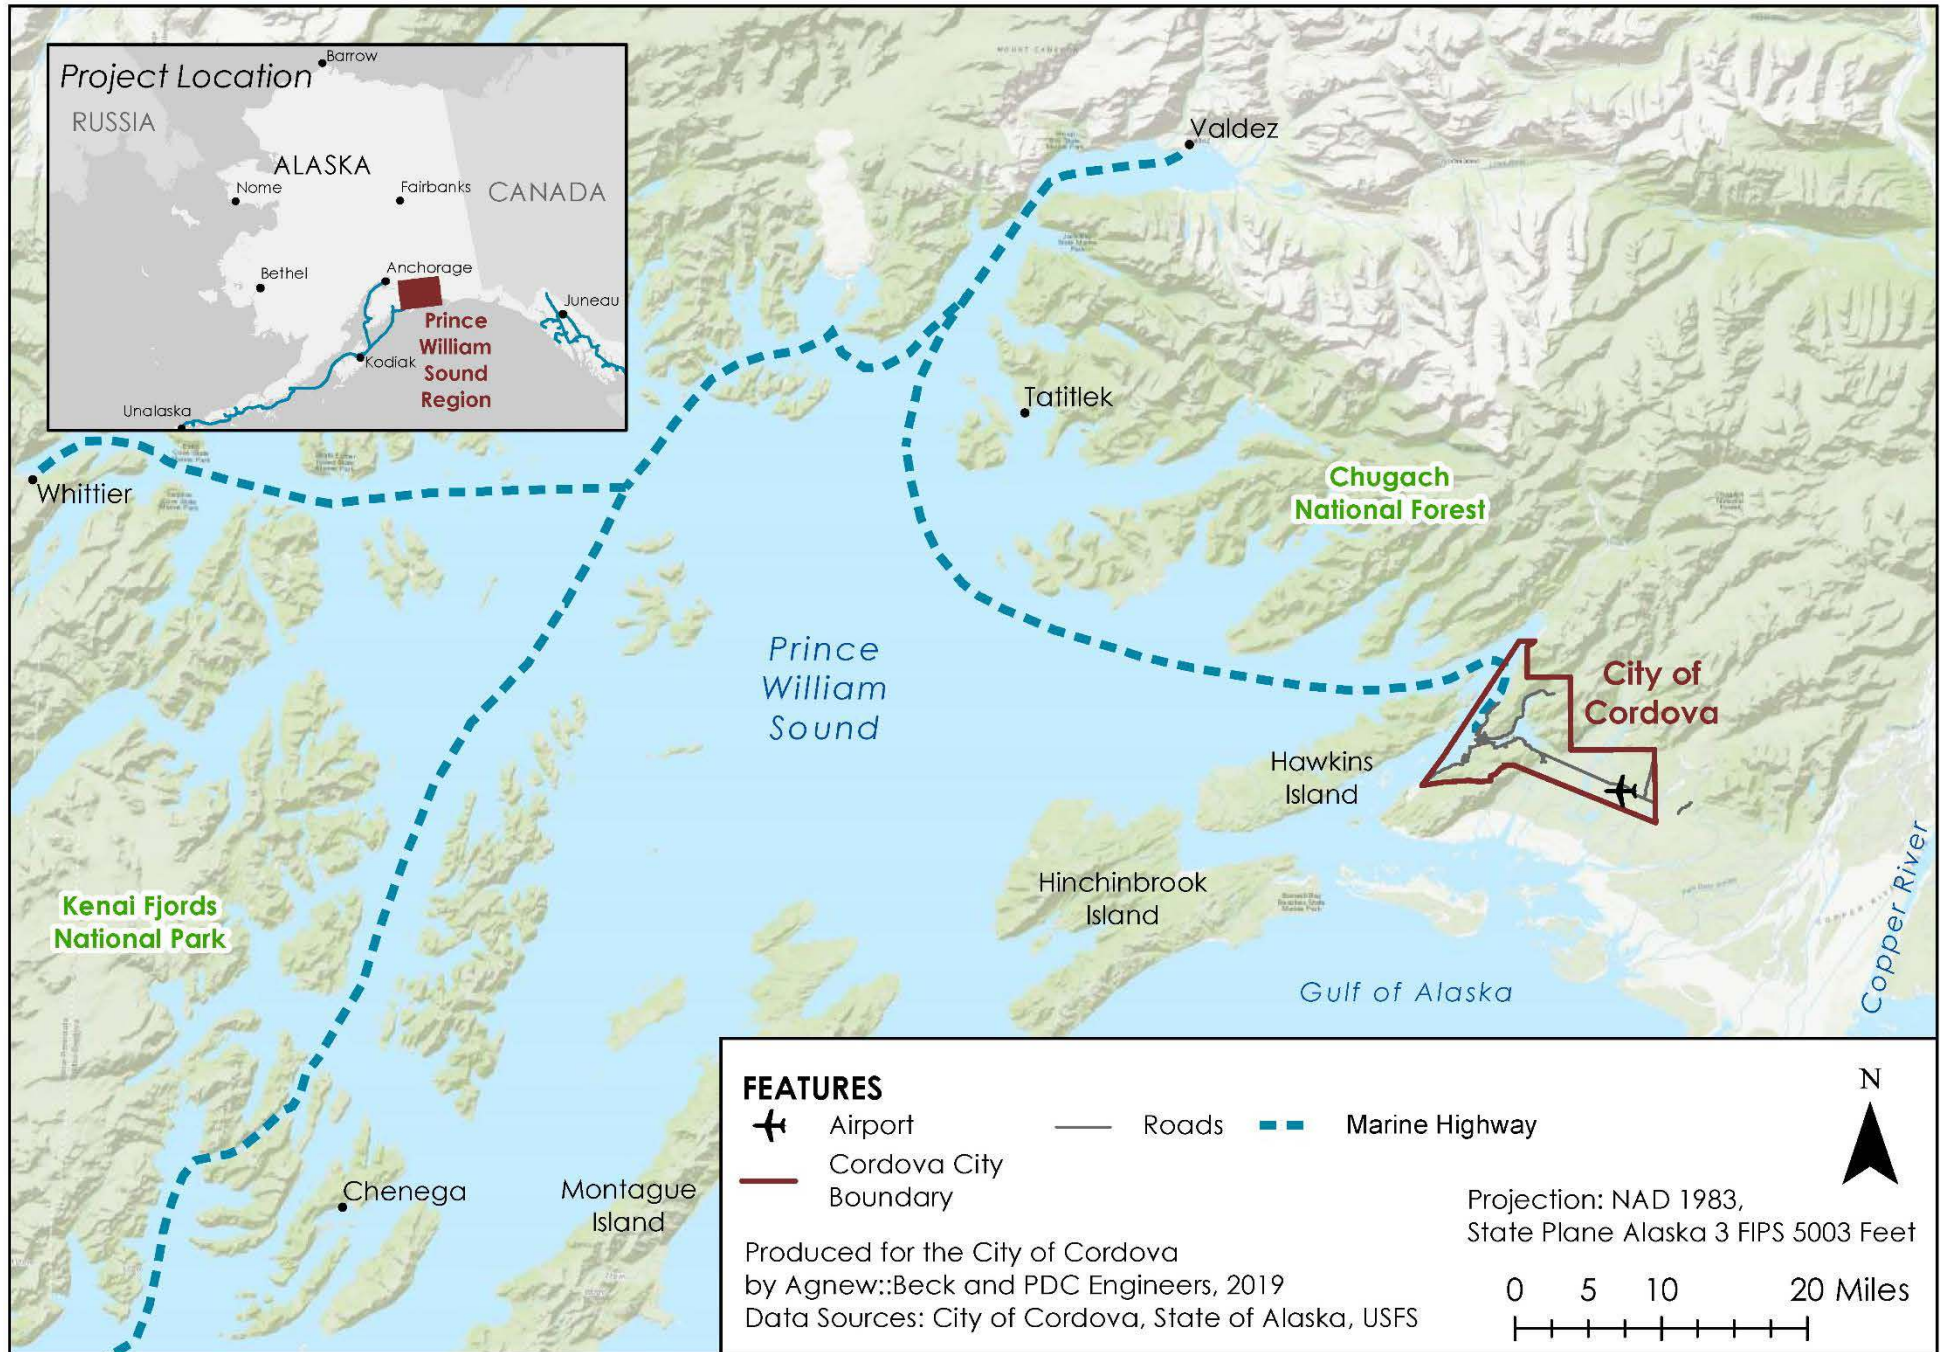 Project Location
Barrow
RUSSIA
ALASKA
Nome
Fairbanks
CANADA
Bethel
Anchorage
Juneau
Prince
William
Sound
Region
Kodiak
Unalaska
MOUNT CAMERON
Valdez
Tatitlek
Whittier
Chugach
National Forest
Prince
William
Sound
City of
Cordova
Hawkins
Island
Hinchinbrook
Island
Kenai Fjords
National Park
Gulf of Alaska
Copper River
Chenega
Montague
Island
FEATURES
Airport
Roads
Marine Highway
Cordova City
Boundary
N
Produced for the City of Cordova
by Agnew::Beck and PDC Engineers, 2019
Data Sources: City of Cordova, State of Alaska, USFS
Projection: NAD 1983,
State Plane Alaska 3 FIPS 5003 Feet
0 5 10 20 Miles